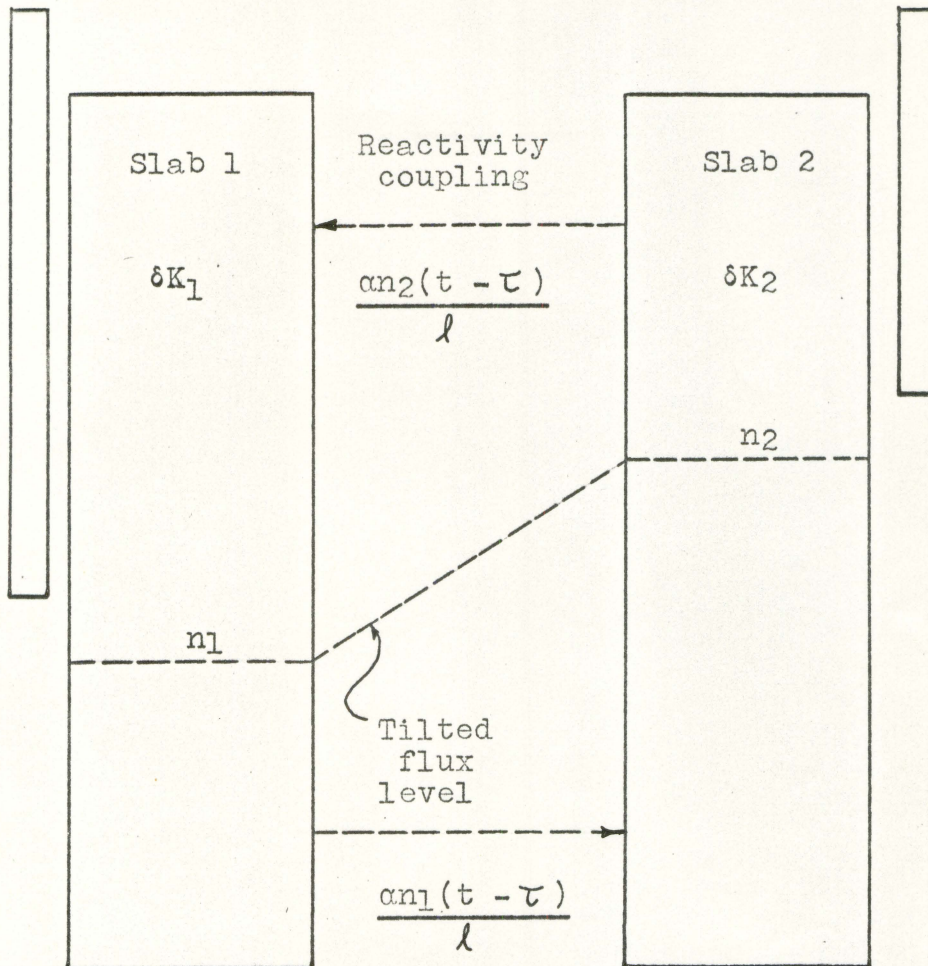 Slab 1
Reactivity
coupling
Slab 2
δK₁
αn₂(t - τ)
ℓ
δK₂
n₂
n₁
Tilted
flux
level
αn₁(t - τ)
ℓ